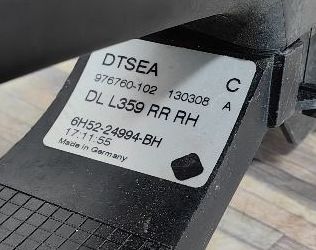 DTSEA
976760-102 130308 C
A
DL L359 RR RH
6H52-24994-BH
17:11:55
Made in Germany